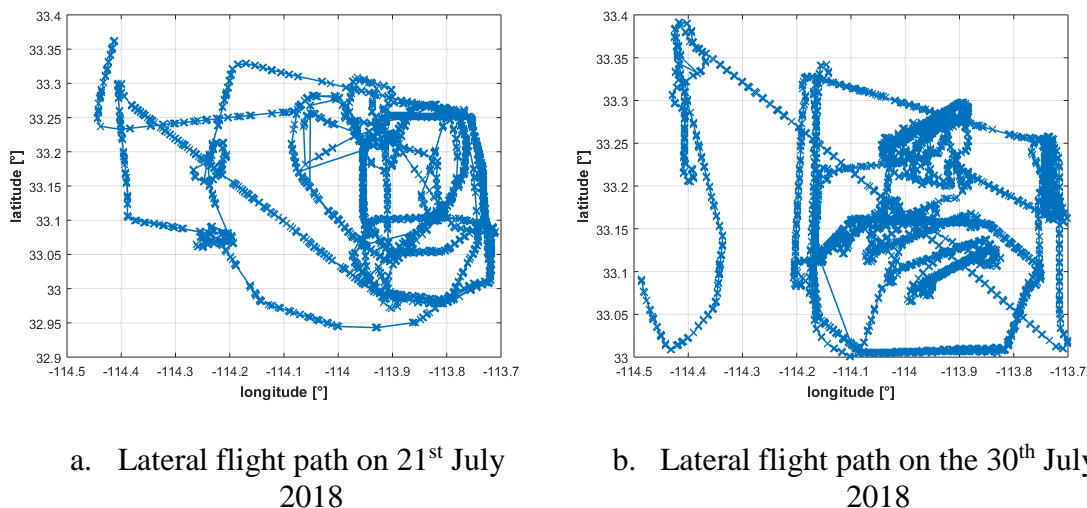 33.4
33.35
33.3
33.25
33.2
33.15
33.1
33.05
33
32.95
32.9
latitude [°]
-114.5 -114.4 -114.3 -114.2 -114.1 -114 -113.9 -113.8 -113.7
longitude [°]
33.4
33.35
33.3
33.25
33.2
33.15
33.1
33.05
33
latitude [°]
-114.5 -114.4 -114.3 -114.2 -114.1 -114 -113.9 -113.8 -113.7
longitude [°]
a. Lateral flight path on 21st July
2018
b. Lateral flight path on the 30th July
2018